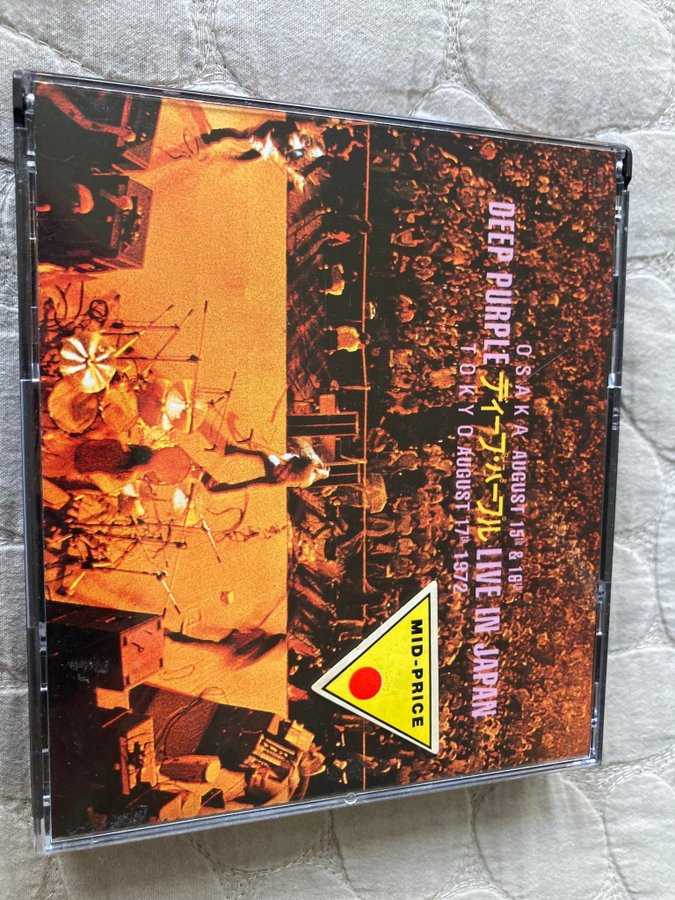 OSAKA AUGUST 15th & 16th
DEEP PURPLE ディープ・パープル LIVE IN JAPAN
TOKYO AUGUST 17th 1972
MID-PRICE